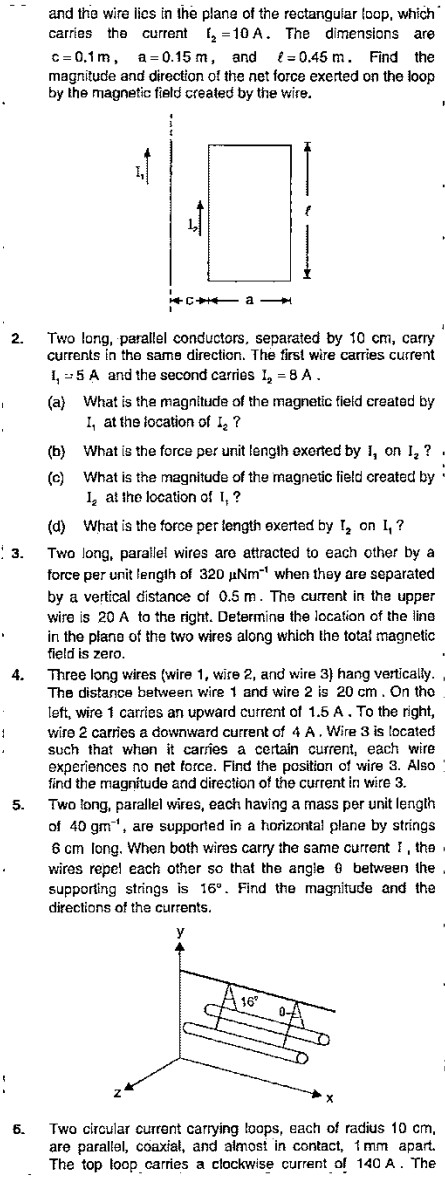 and the wire lies in the plane of the rectangular loop, which
carries the current I₂ = 10 A. The dimensions are
c = 0.1 m, a = 0.15 m, and ℓ = 0.45 m. Find the
magnitude and direction of the net force exerted on the loop
by the magnetic field created by the wire.
I₁
I₂
ℓ
c
a
2. Two long, parallel conductors, separated by 10 cm, carry
currents in the same direction. The first wire carries current
I₁ = 5 A and the second carries I₂ = 8 A.
(a) What is the magnitude of the magnetic field created by
I₁ at the location of I₂ ?
(b) What is the force per unit length exerted by I₁ on I₂ ?
(c) What is the magnitude of the magnetic field created by
I₂ at the location of I₁ ?
(d) What is the force per length exerted by I₂ on I₁ ?
3. Two long, parallel wires are attracted to each other by a
force per unit length of 320 μNm⁻¹ when they are separated
by a vertical distance of 0.5 m. The current in the upper
wire is 20 A to the right. Determine the location of the line
in the plane of the two wires along which the total magnetic
field is zero.
4. Three long wires (wire 1, wire 2, and wire 3) hang vertically.
The distance between wire 1 and wire 2 is 20 cm. On the
left, wire 1 carries an upward current of 1.5 A. To the right,
wire 2 carries a downward current of 4 A. Wire 3 is located
such that when it carries a certain current, each wire
experiences no net force. Find the position of wire 3. Also
find the magnitude and direction of the current in wire 3.
5. Two long, parallel wires, each having a mass per unit length
of 40 gm⁻¹, are supported in a horizontal plane by strings
6 cm long. When both wires carry the same current I, the
wires repel each other so that the angle θ between the
supporting strings is 16°. Find the magnitude and the
directions of the currents.
y
16°
θ
z
x
6. Two circular current carrying loops, each of radius 10 cm,
are parallel, coaxial, and almost in contact, 1 mm apart.
The top loop carries a clockwise current of 140 A. The